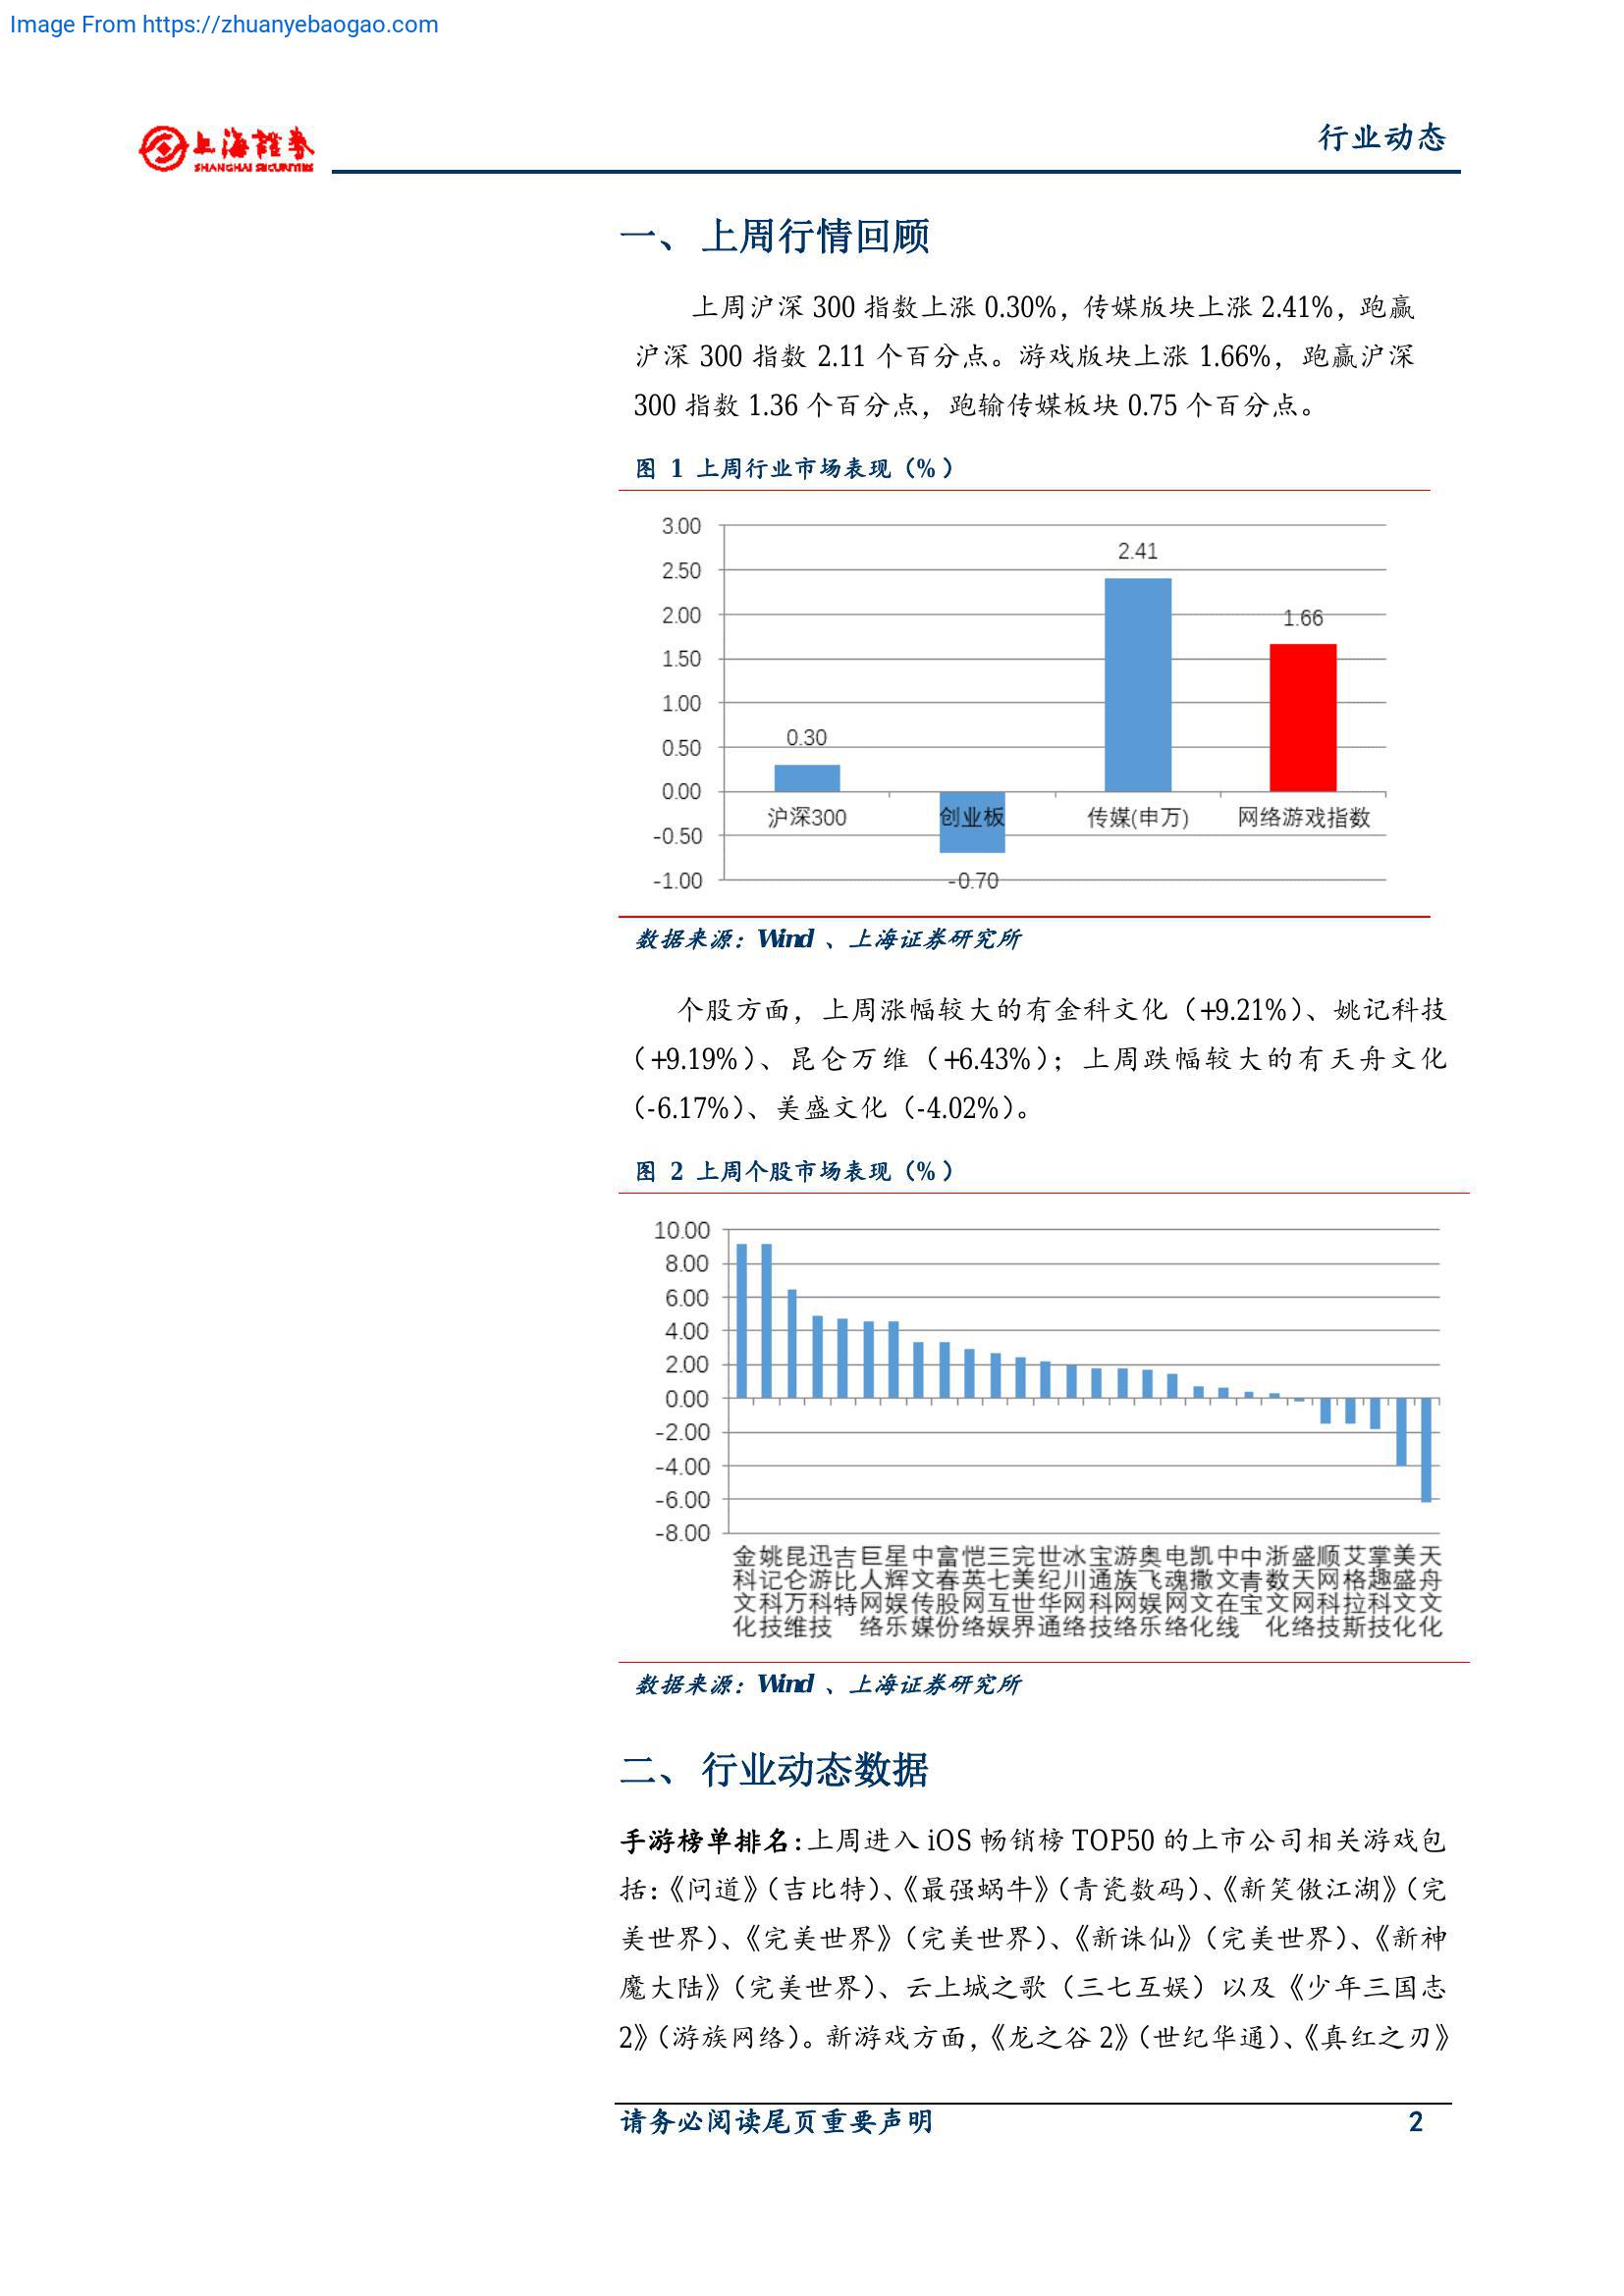 Image From https://zhuanyebaogao.com
上海證券
SHANGHAI SECURITIES
行业动态
一、 上周行情回顾
上周沪深 300 指数上涨 0.30%，传媒版块上涨 2.41%，跑赢
沪深 300 指数 2.11 个百分点。游戏版块上涨 1.66%，跑赢沪深
300 指数 1.36 个百分点，跑输传媒板块 0.75 个百分点。
图 1 上周行业市场表现（%）
3.00
2.50
2.00
1.50
1.00
0.50
0.00
-0.50
-1.00
0.30
-0.70
2.41
1.66
沪深300
创业板
传媒(申万)
网络游戏指数
数据来源：Wind 、上海证券研究所
个股方面，上周涨幅较大的有金科文化（+9.21%）、姚记科技
（+9.19%）、昆仑万维（+6.43%）；上周跌幅较大的有天舟文化
（-6.17%）、美盛文化（-4.02%）。
图 2 上周个股市场表现（%）
10.00
8.00
6.00
4.00
2.00
0.00
-2.00
-4.00
-6.00
-8.00
金科文化
姚记科技
昆仑万维
迅游科技
吉比特
巨人网络
星辉娱乐
中文传媒
富春股份
恺英网络
三七互娱
完美世界
世纪华通
冰川网络
宝通科技
游族网络
奥飞娱乐
电魂网络
凯撒文化
中文在线
中青宝
浙数文化
盛天网络
顺网科技
艾格拉斯
掌趣科技
美盛文化
天舟文化
数据来源：Wind 、上海证券研究所
二、 行业动态数据
手游榜单排名：上周进入 iOS 畅销榜 TOP50 的上市公司相关游戏包
括：《问道》（吉比特）、《最强蜗牛》（青瓷数码）、《新笑傲江湖》（完
美世界）、《完美世界》（完美世界）、《新诛仙》（完美世界）、《新神
魔大陆》（完美世界）、云上城之歌（三七互娱）以及《少年三国志
2》（游族网络）。新游戏方面，《龙之谷 2》（世纪华通）、《真红之刃》
请务必阅读尾页重要声明
2